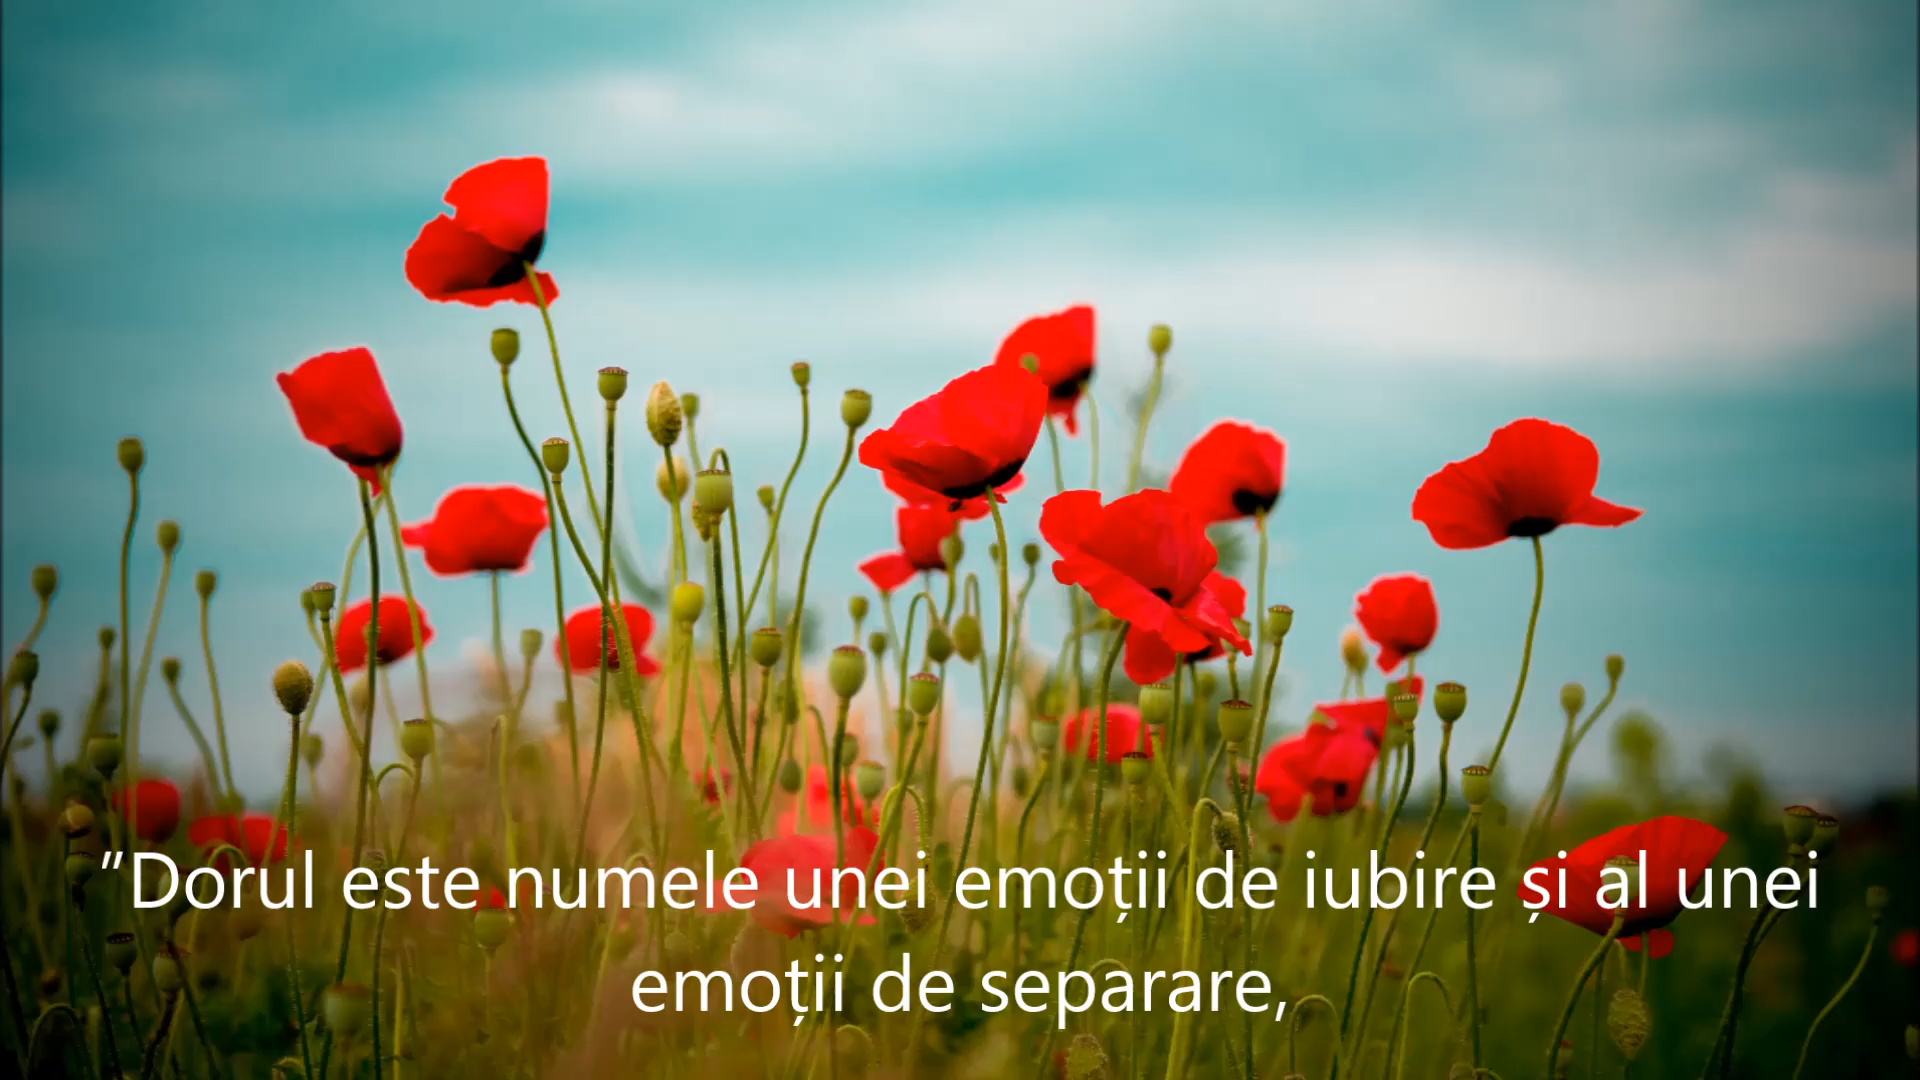 ”Dorul este numele unei emoții de iubire și al unei
emoții de separare,